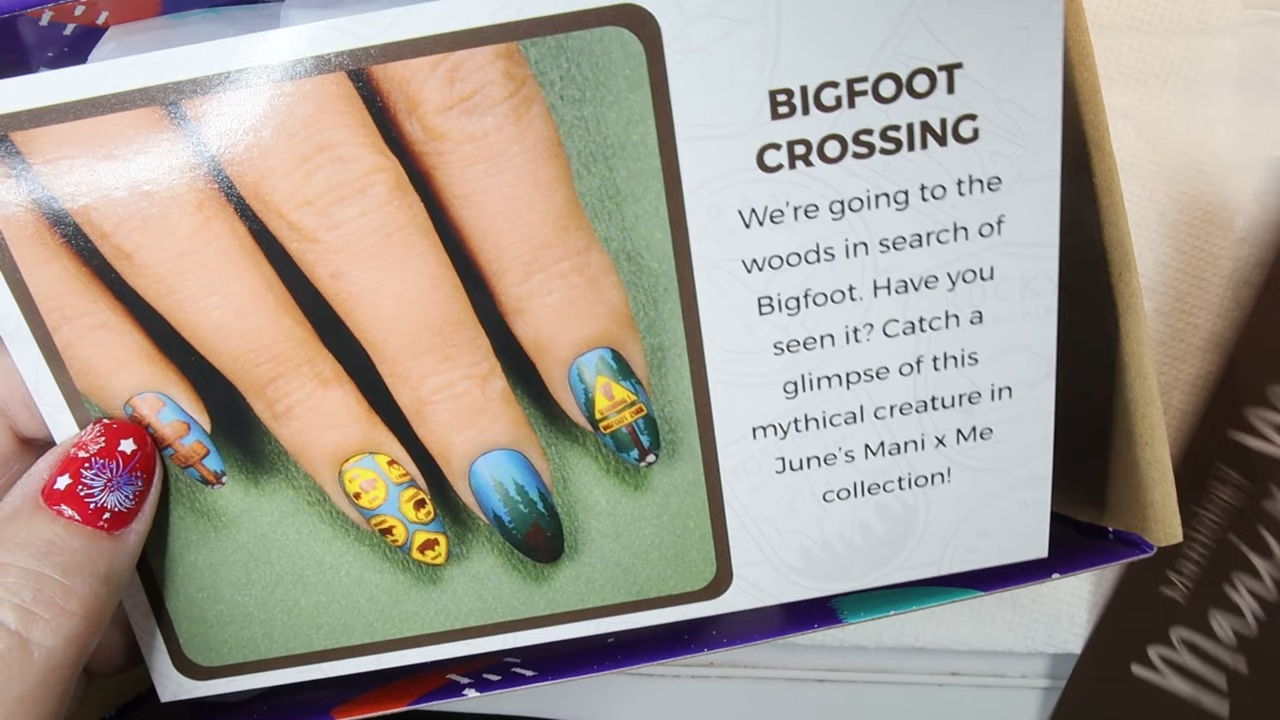 BIGFOOT
CROSSING
We're going to the
woods in search of
Bigfoot. Have you
seen it? Catch a
glimpse of this
mythical creature in
June's Mani x Me
collection!